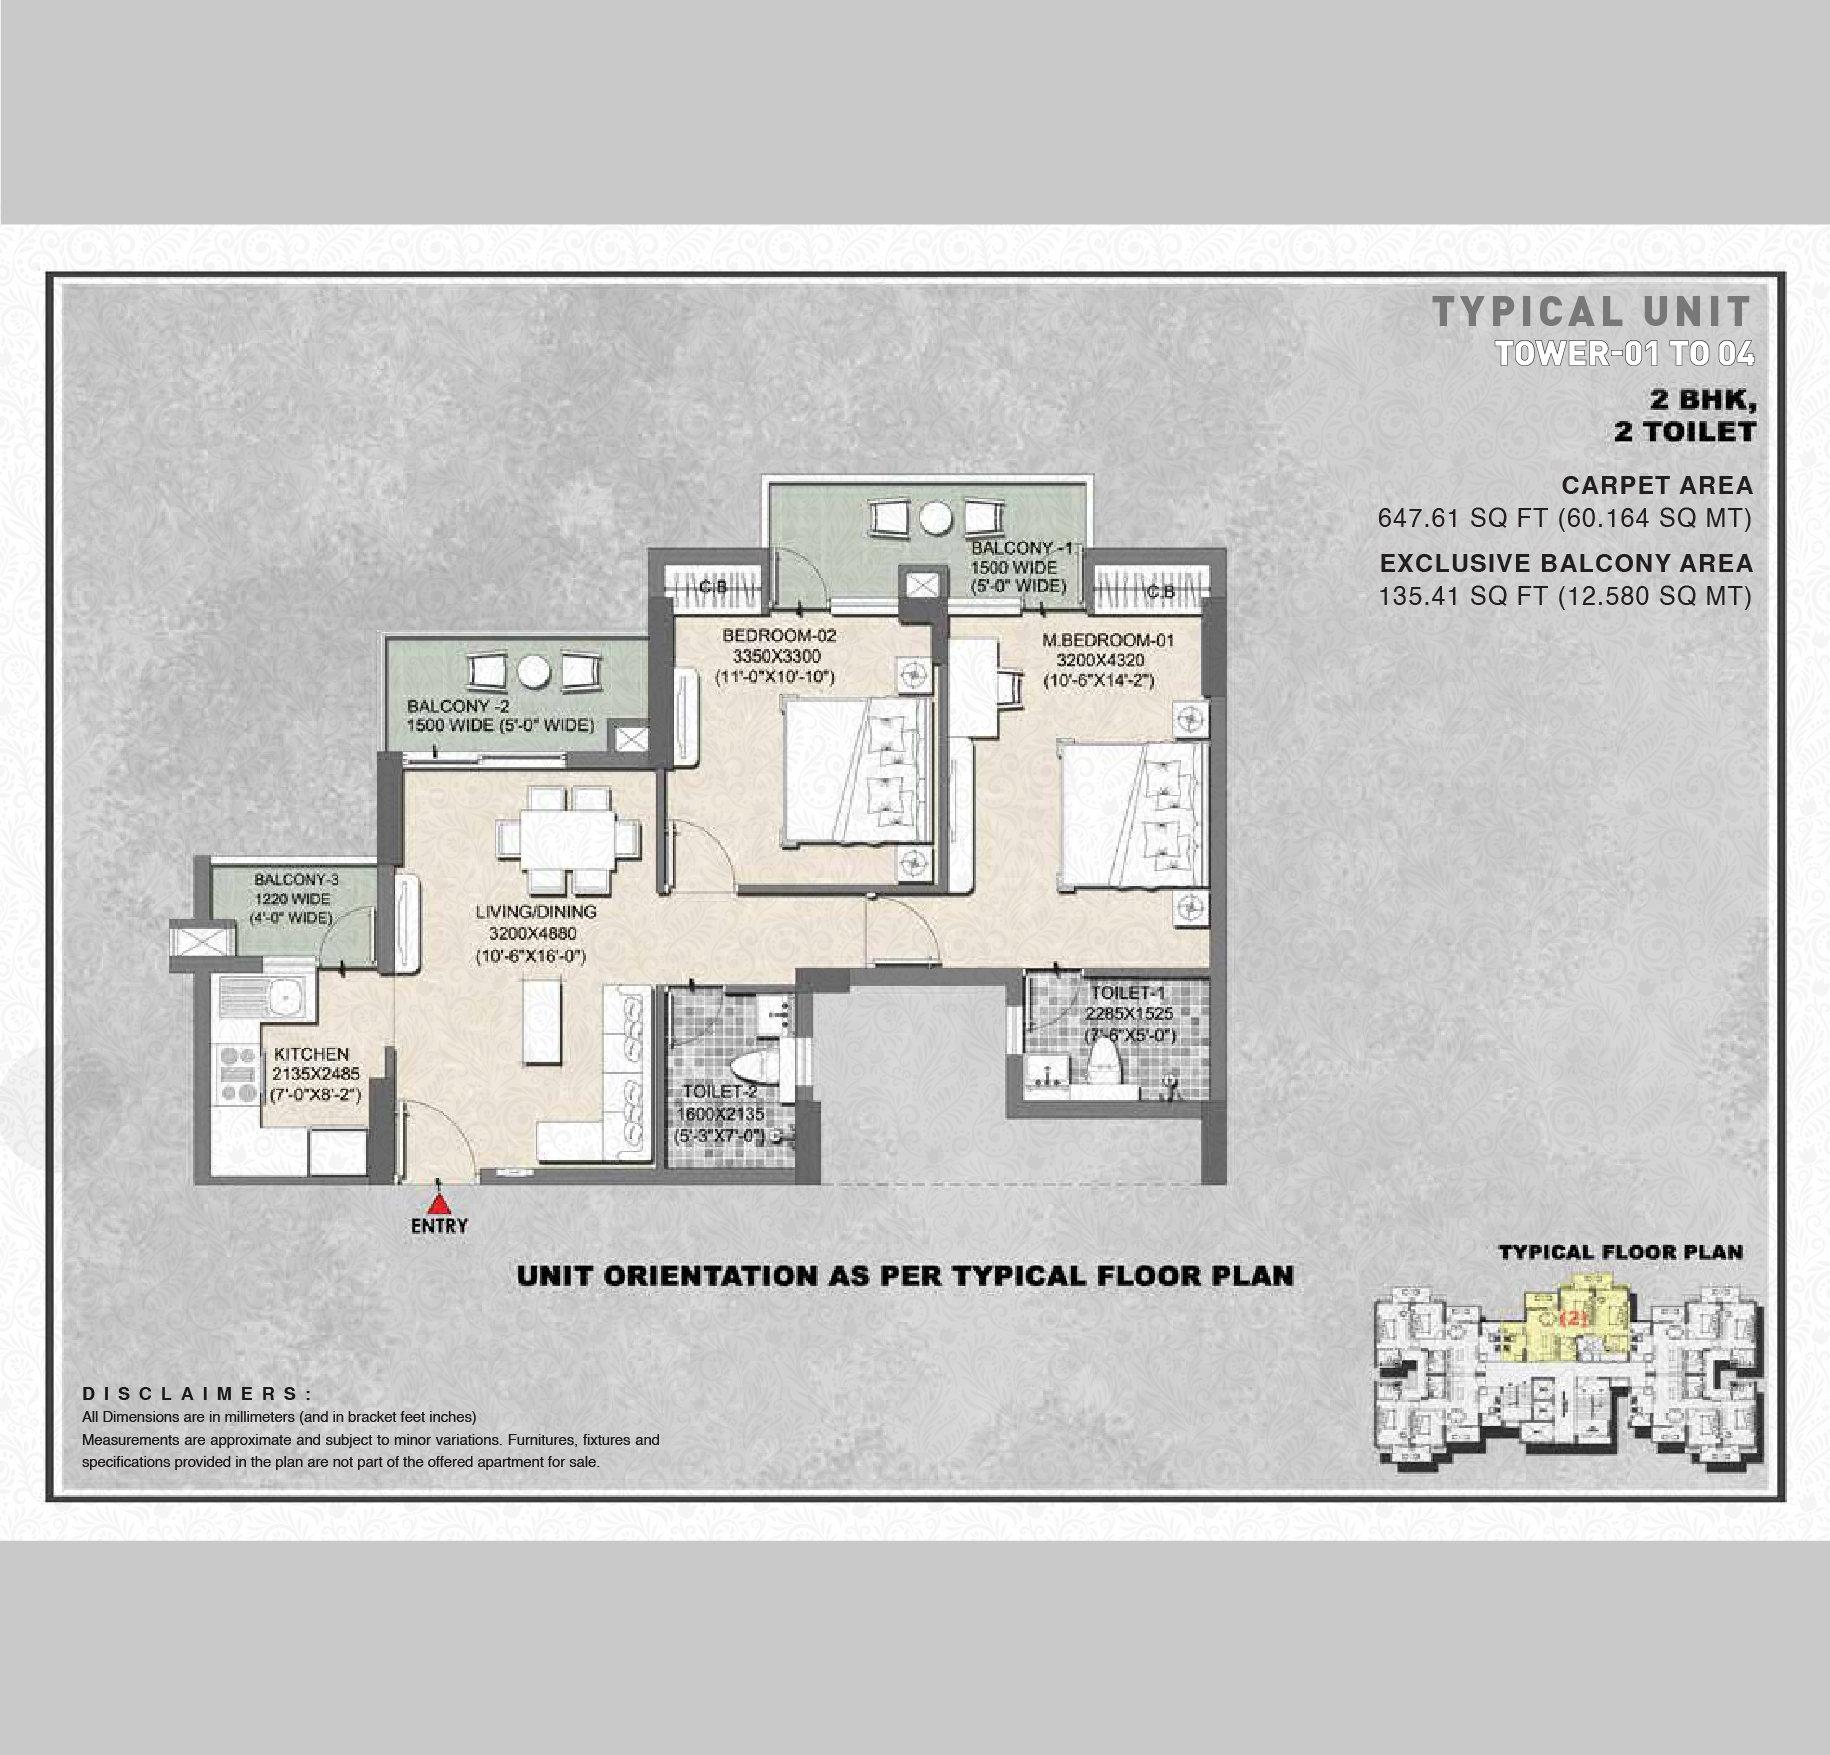 TYPICAL UNIT
TOWER-01 TO 04
2 BHK,
2 TOILET
CARPET AREA
647.61 SQ FT (60.164 SQ MT)
EXCLUSIVE BALCONY AREA
135.41 SQ FT (12.580 SQ MT)
BALCONY -1
1500 WIDE
(5'-0" WIDE)
C.B
C.B
BEDROOM-02
3350X3300
(11'-0"X10'-10")
M.BEDROOM-01
3200X4320
(10'-6"X14'-2")
BALCONY -2
1500 WIDE (5'-0" WIDE)
BALCONY-3
1220 WIDE
(4'-0" WIDE)
LIVING/DINING
3200X4880
(10'-6"X16'-0")
TOILET-1
2285X1525
(7'-6"X5'-0")
KITCHEN
2135X2485
(7'-0"X8'-2")
TOILET-2
1600X2135
(5'-3"X7'-0")
ENTRY
UNIT ORIENTATION AS PER TYPICAL FLOOR PLAN
TYPICAL FLOOR PLAN
(2)
DISCLAIMERS:
All Dimensions are in millimeters (and in bracket feet inches)
Measurements are approximate and subject to minor variations. Furnitures, fixtures and
specifications provided in the plan are not part of the offered apartment for sale.